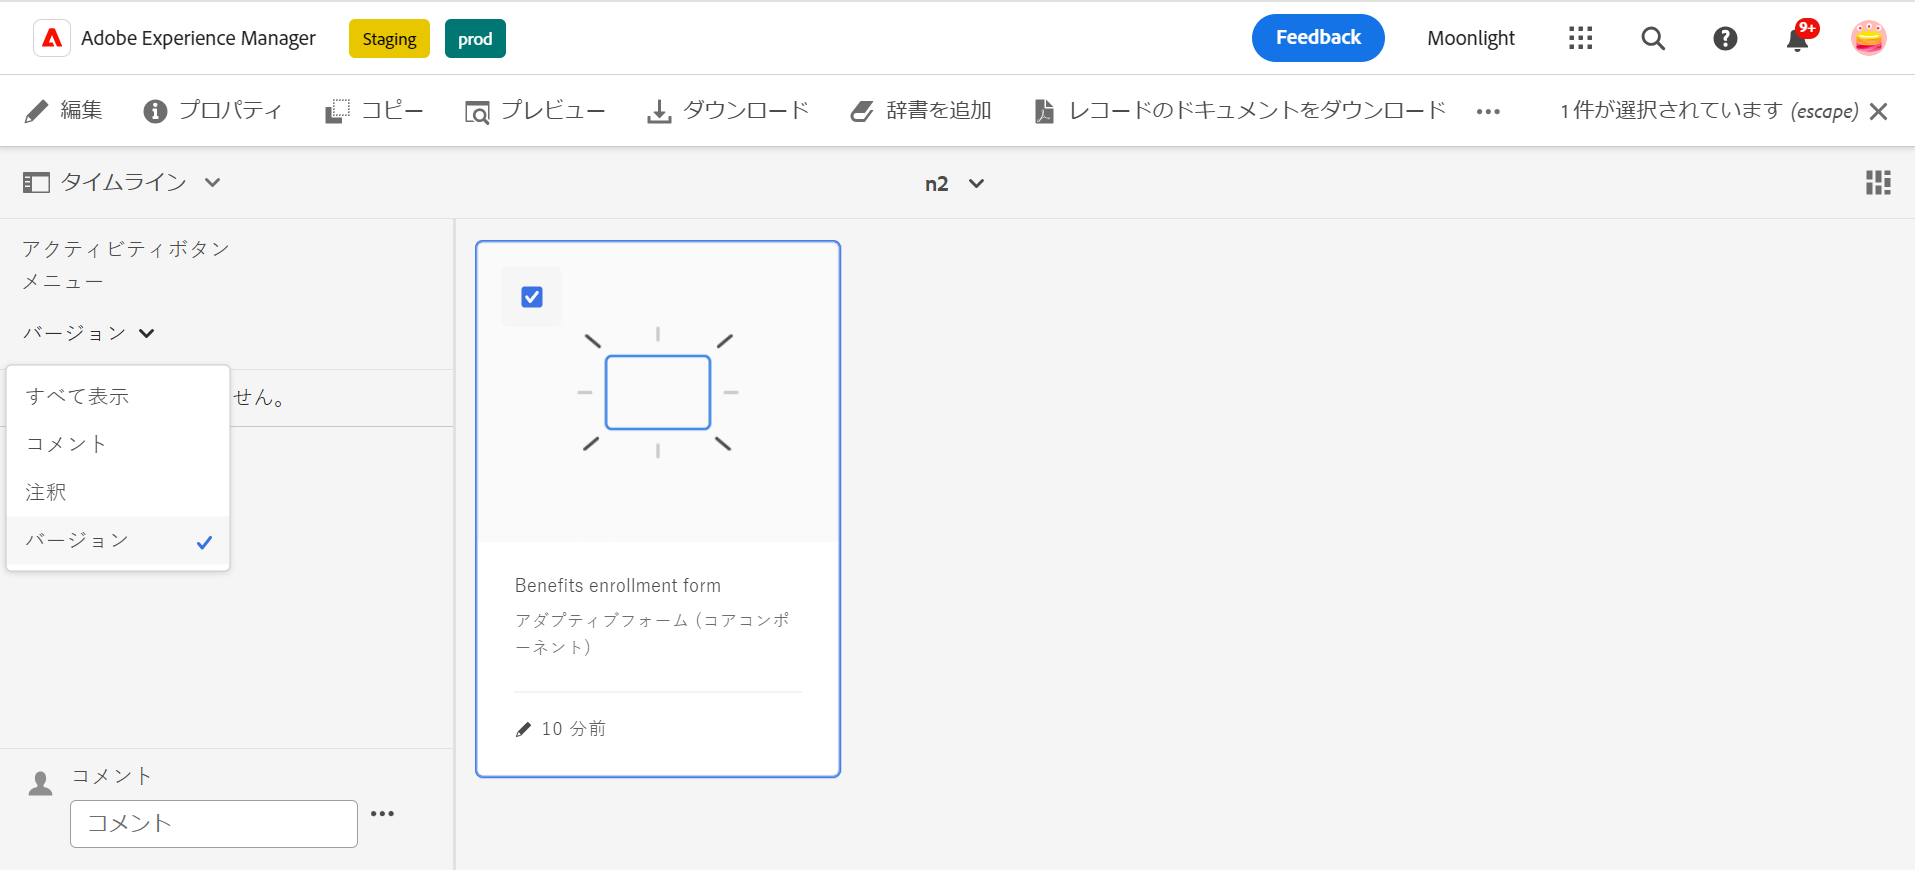 Adobe Experience Manager Staging prod Feedback Moonlight 9+
編集 プロパティ コピー プレビュー ダウンロード 辞書を追加 レコードのドキュメントをダウンロード 1 件が選択されています (escape)
タイムライン n2
アクティビティボタン
メニュー
バージョン
すべて表示 せん。
コメント
注釈
バージョン
Benefits enrollment form
アダプティブフォーム (コアコンポ
ーネント)
10 分前
コメント
コメント